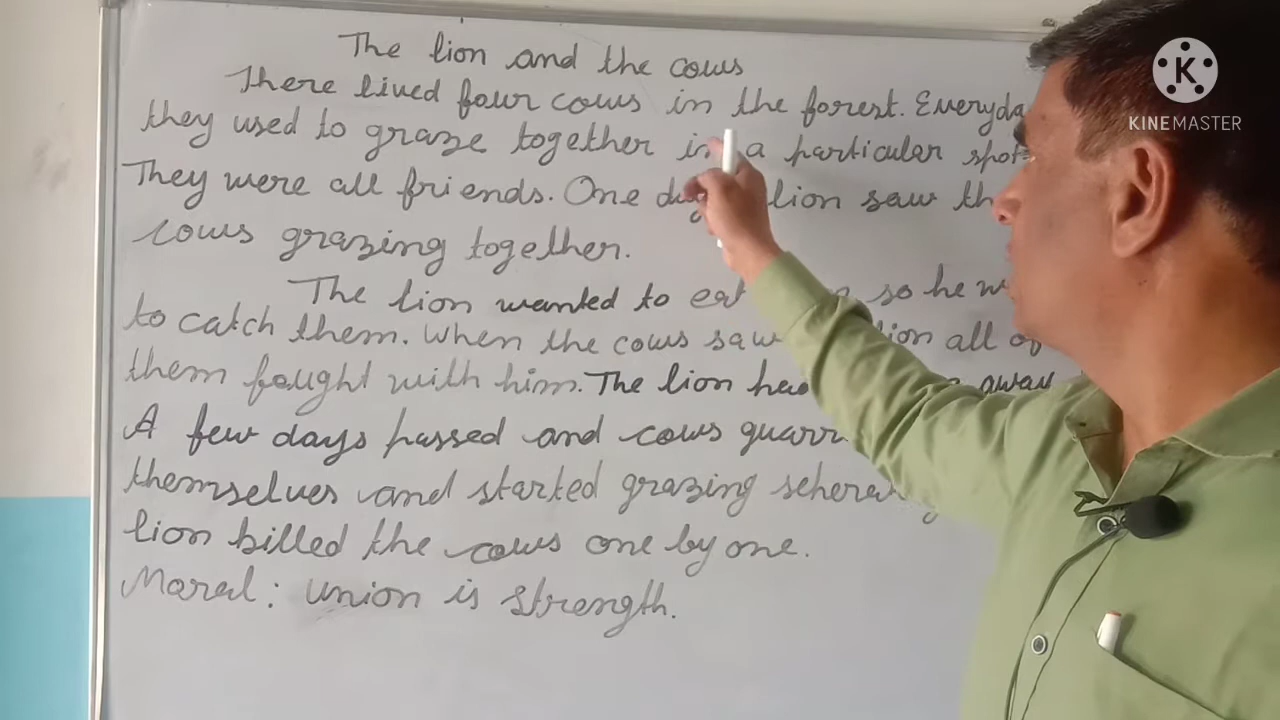 The lion and the cows
There lived four cows in the forest. Everyda
they used to graze together in a particular spot
They were all friends. One day lion saw th
cows grazing together.
The lion wanted to eat so he w
to catch them. When the cows saw lion all of
them fought with him. The lion had away
A few days passed and cows quarr
themselves and started grazing
lion killed the cows one by one.
Moral: Union is strength.
K
KINEMASTER